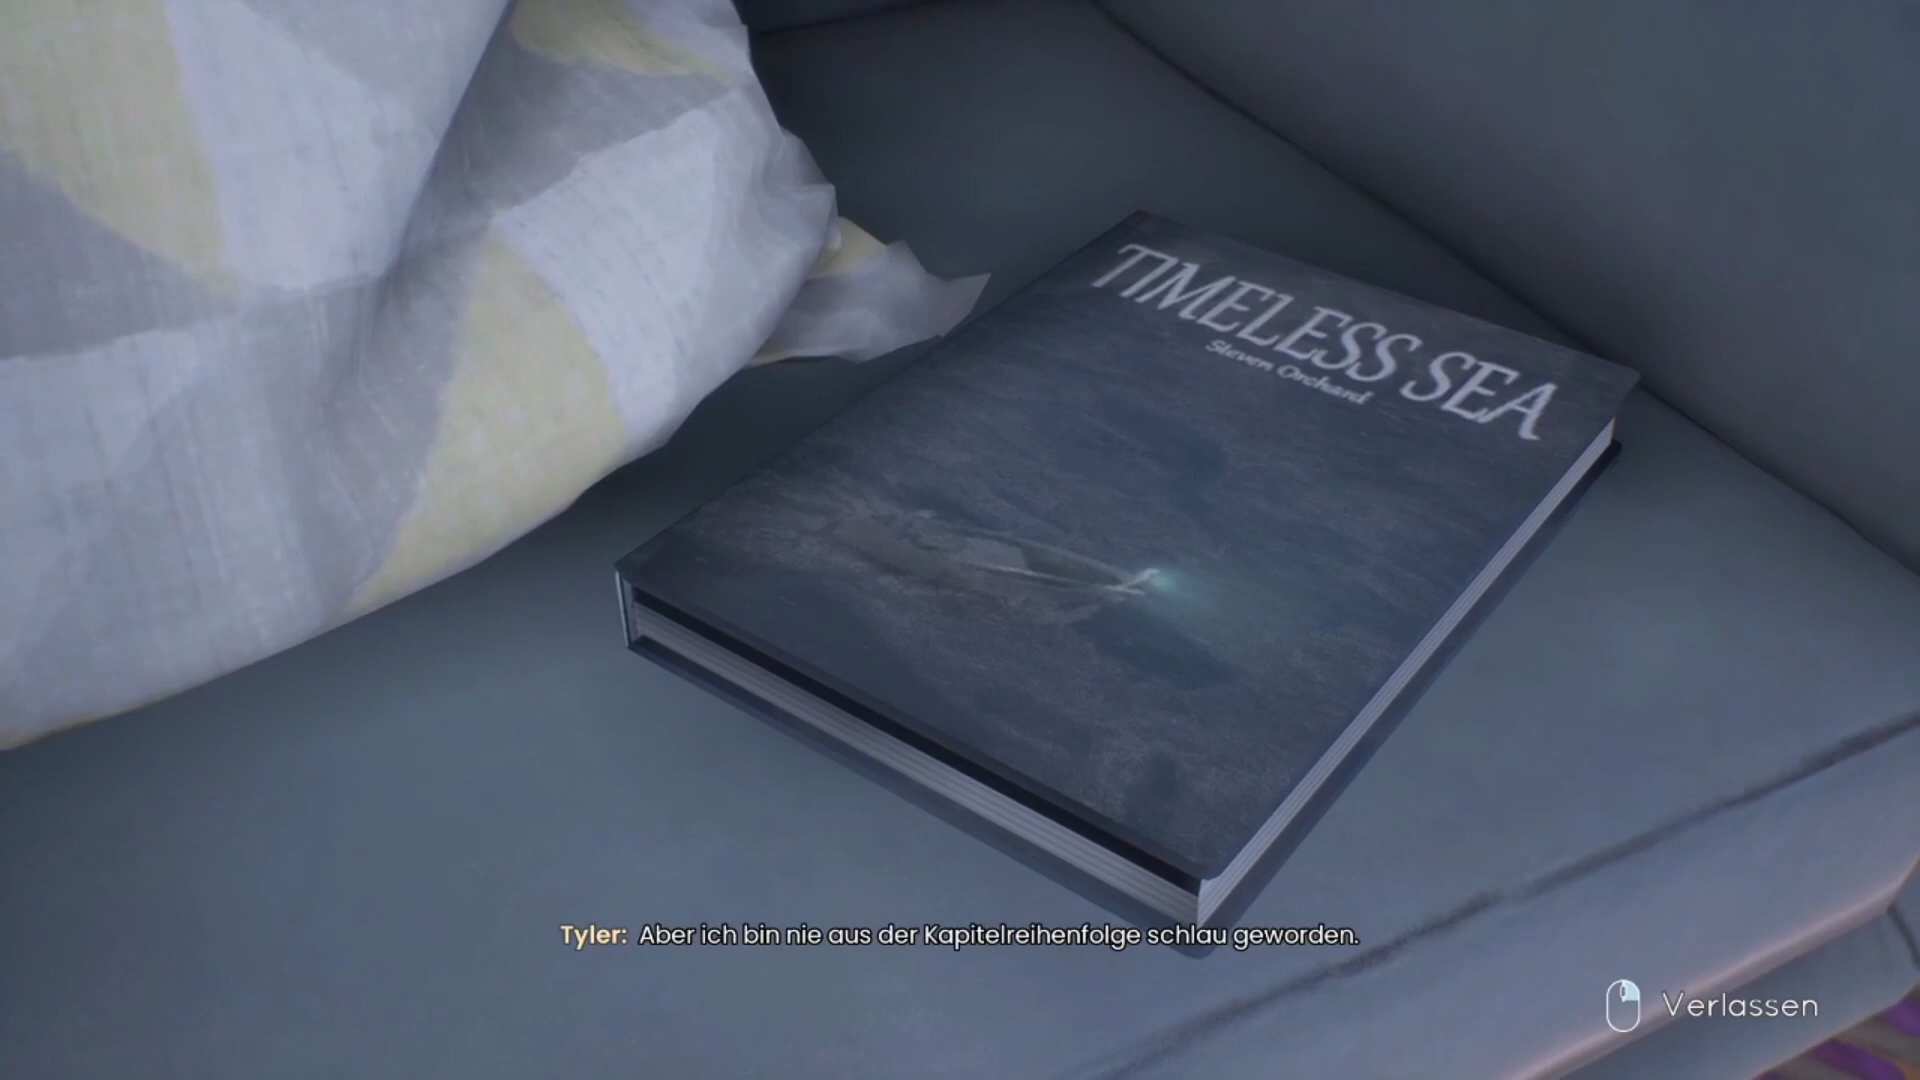 TIMELESS SEA
Steven Orchard
Tyler: Aber ich bin nie aus der Kapitelreihenfolge schlau geworden.
Verlassen